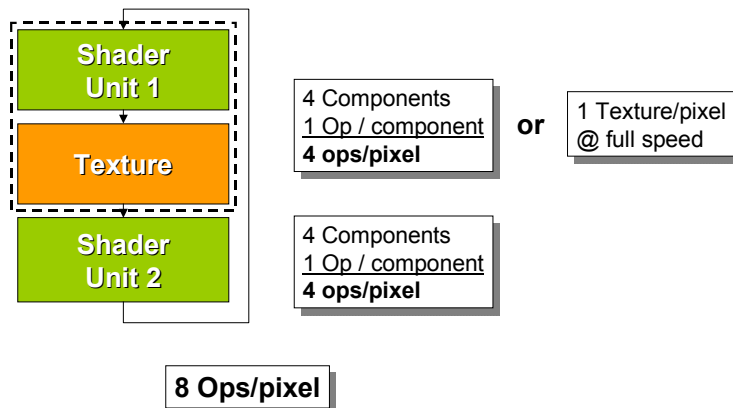 Shader
Unit 1
Texture
Shader
Unit 2
4 Components
1 Op / component
4 ops/pixel
or
1 Texture/pixel
@ full speed
4 Components
1 Op / component
4 ops/pixel
8 Ops/pixel